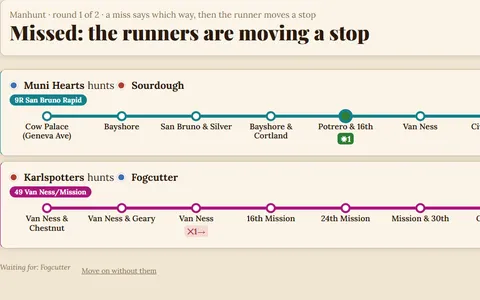 Manhunt · round 1 of 2 · a miss says which way, then the runner moves a stop
Missed: the runners are moving a stop
Muni Hearts hunts Sourdough
9R San Bruno Rapid
Cow Palace (Geneva Ave)
Bayshore
San Bruno & Silver
Bayshore & Cortland
Potrero & 16th
Van Ness
1
Karlspotters hunts Fogcutter
49 Van Ness/Mission
Van Ness & Chestnut
Van Ness & Geary
Van Ness
16th Mission
24th Mission
Mission & 30th
×1→
Waiting for: Fogcutter
Move on without them